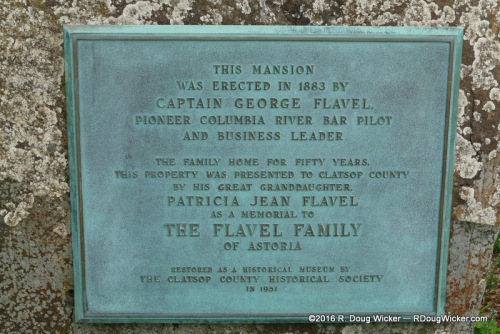 THIS MANSION
WAS ERECTED IN 1883 BY
CAPTAIN GEORGE FLAVEL,
PIONEER COLUMBIA RIVER BAR PILOT
AND BUSINESS LEADER
THE FAMILY HOME FOR FIFTY YEARS.
THIS PROPERTY WAS PRESENTED TO CLATSOP COUNTY
BY HIS GREAT GRANDDAUGHTER,
PATRICIA JEAN FLAVEL
AS A MEMORIAL TO
THE FLAVEL FAMILY
OF ASTORIA
RESTORED AS A HISTORICAL MUSEUM BY
THE CLATSOP COUNTY HISTORICAL SOCIETY
IN 1951
©2016 R. Doug Wicker — RDougWicker.com